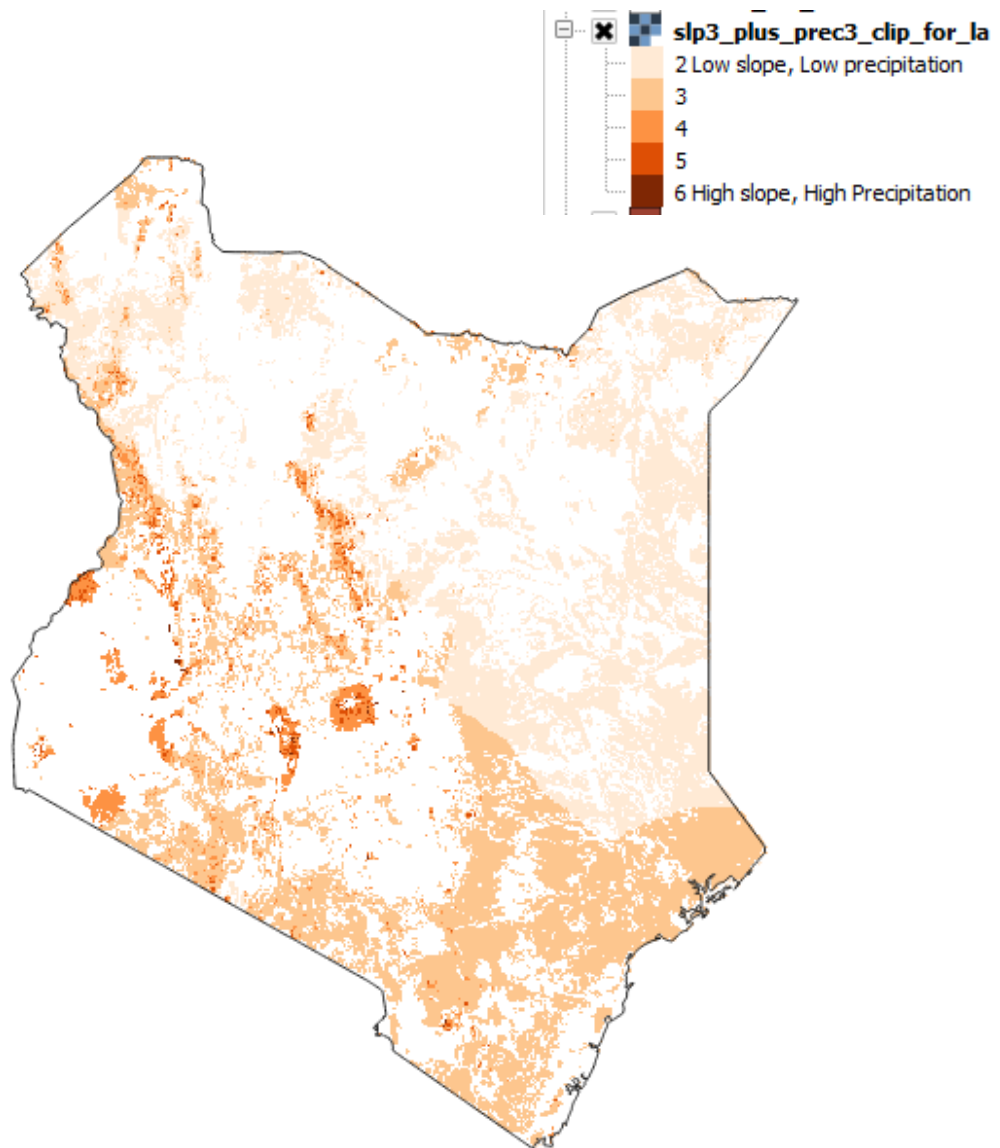 slp3_plus_prec3_clip_for_la
2 Low slope, Low precipitation
3
4
5
6 High slope, High Precipitation